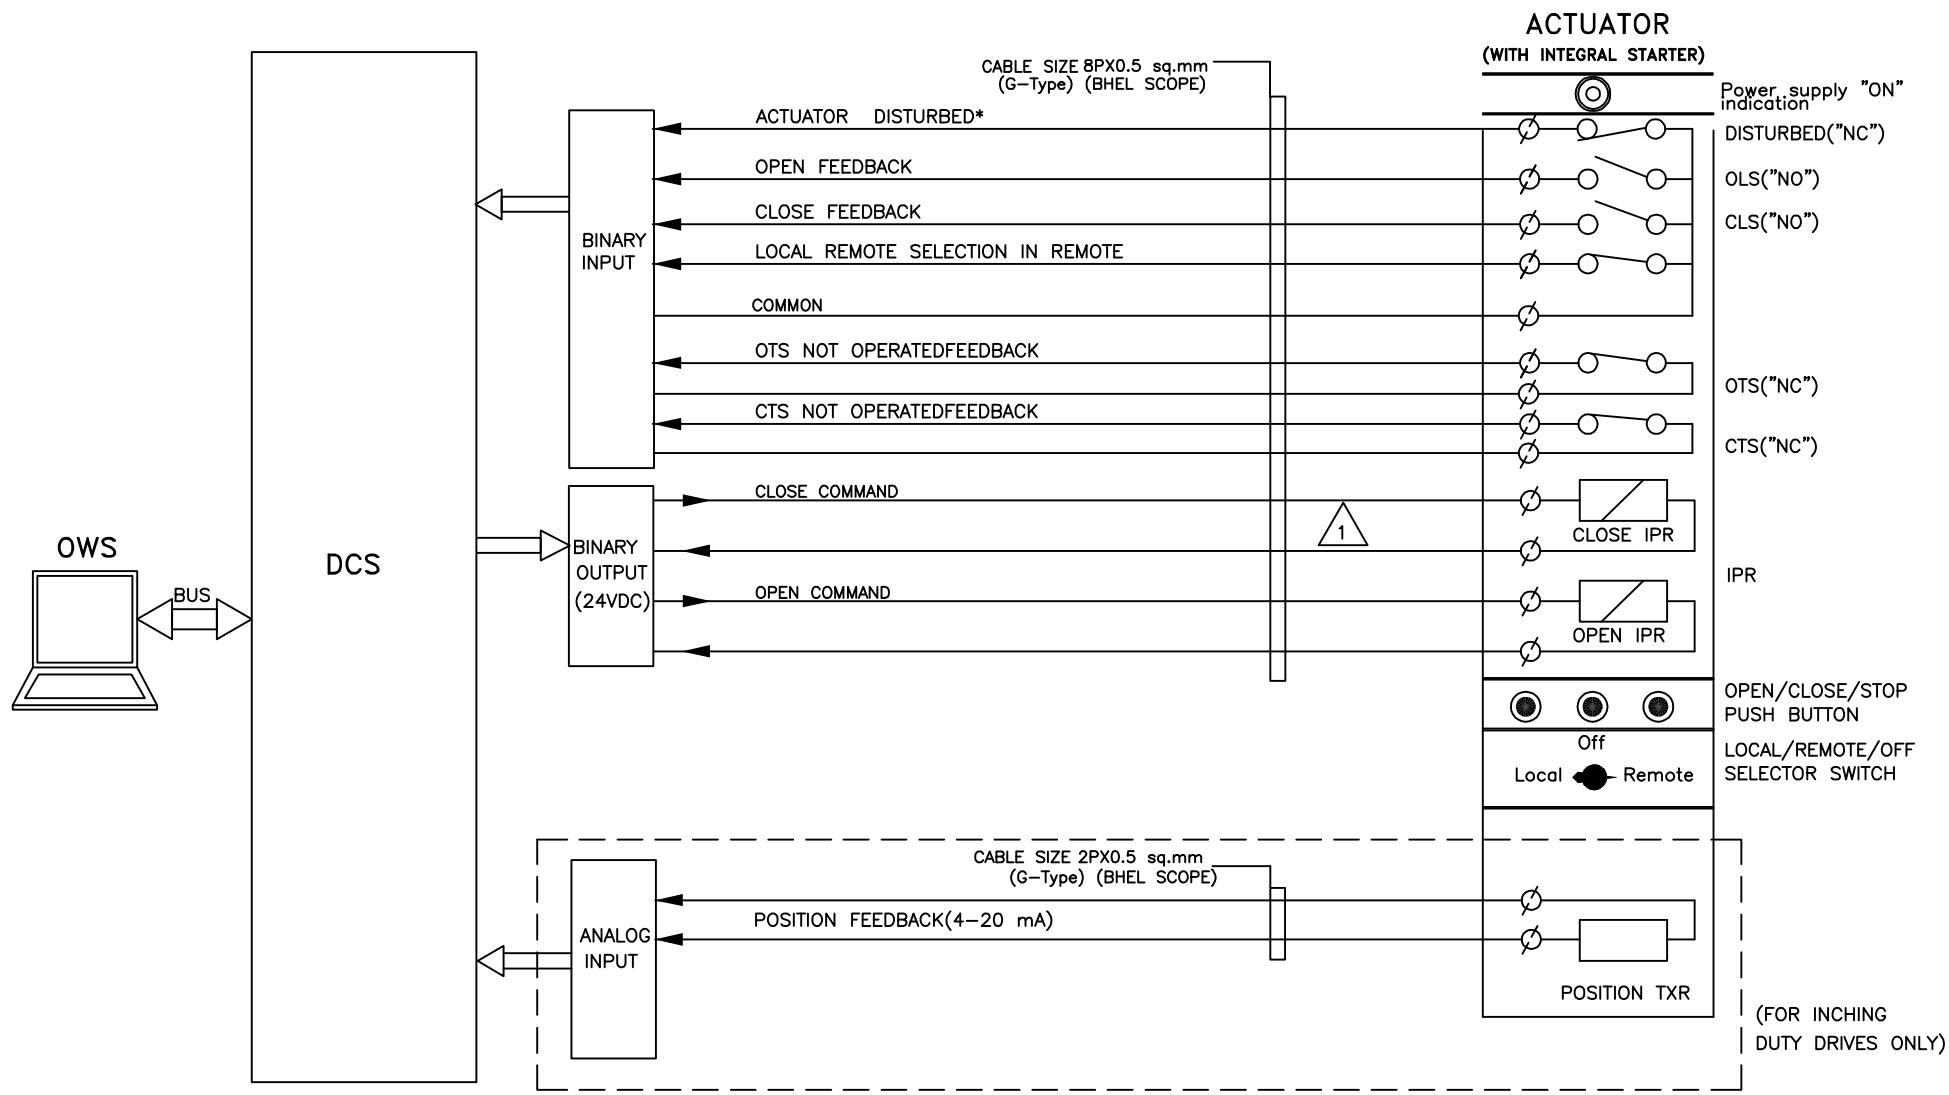 ACTUATOR
(WITH INTEGRAL STARTER)
CABLE SIZE 8PX0.5 sq.mm
(G-Type) (BHEL SCOPE)
Power supply "ON"
indication
ACTUATOR DISTURBED*
DISTURBED("NC")
OPEN FEEDBACK
OLS("NO")
CLOSE FEEDBACK
CLS("NO")
BINARY
INPUT
LOCAL REMOTE SELECTION IN REMOTE
COMMON
OTS NOT OPERATEDFEEDBACK
OTS("NC")
CTS NOT OPERATEDFEEDBACK
CTS("NC")
CLOSE COMMAND
1
CLOSE IPR
OWS
DCS
BINARY
OUTPUT
(24VDC)
IPR
BUS
OPEN COMMAND
OPEN IPR
OPEN/CLOSE/STOP
PUSH BUTTON
Off
Local
Remote
LOCAL/REMOTE/OFF
SELECTOR SWITCH
CABLE SIZE 2PX0.5 sq.mm
(G-Type) (BHEL SCOPE)
POSITION FEEDBACK(4-20 mA)
ANALOG
INPUT
POSITION TXR
(FOR INCHING
DUTY DRIVES ONLY)